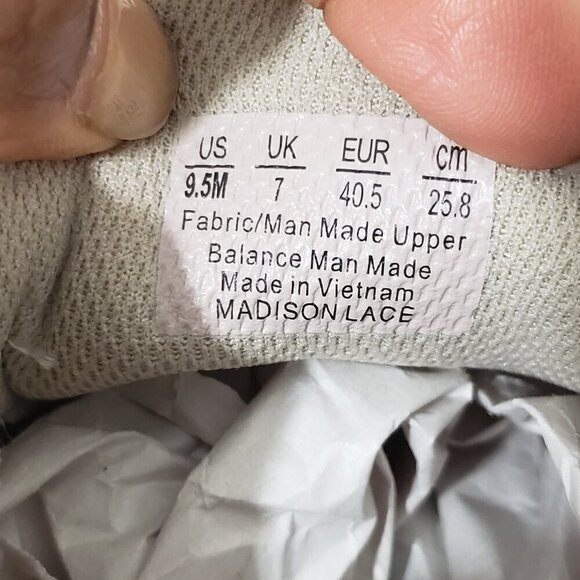 US UK EUR cm
9.5M 7 40.5 25.8
Fabric/Man Made Upper
Balance Man Made
Made in Vietnam
MADISON LACE